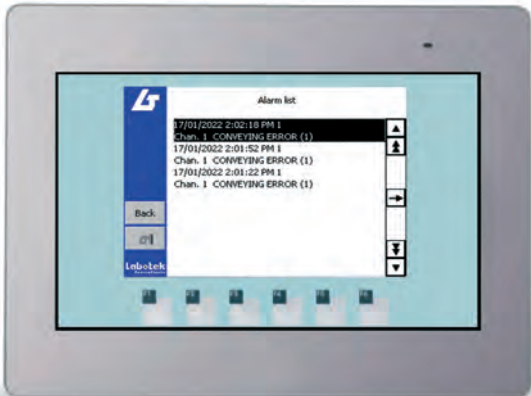 Alarm list
17/01/2022 2:02:18 PM 1
Chan. 1 CONVEYING ERROR (1)
17/01/2022 2:01:52 PM 1
Chan. 1 CONVEYING ERROR (1)
17/01/2022 2:01:22 PM 1
Chan. 1 CONVEYING ERROR (1)
Back
Labotek